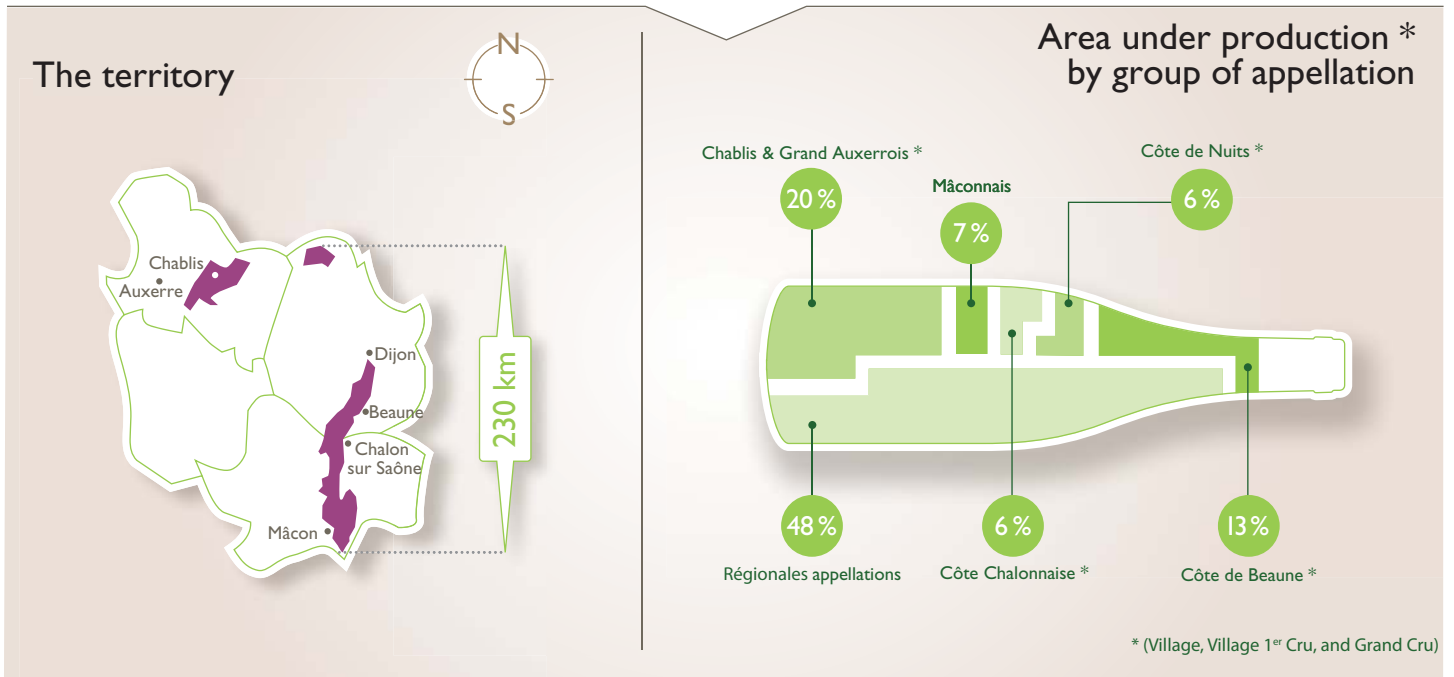 The territory
N
S
Chablis
Auxerre
Dijon
Beaune
Chalon
sur Saône
Mâcon
230 km
Area under production *
by group of appellation
Chablis & Grand Auxerrois *
20 %
Mâconnais
7 %
Côte de Nuits *
6 %
48 %
Régionales appellations
6 %
Côte Chalonnaise *
13 %
Côte de Beaune *
* (Village, Village 1er Cru, and Grand Cru)